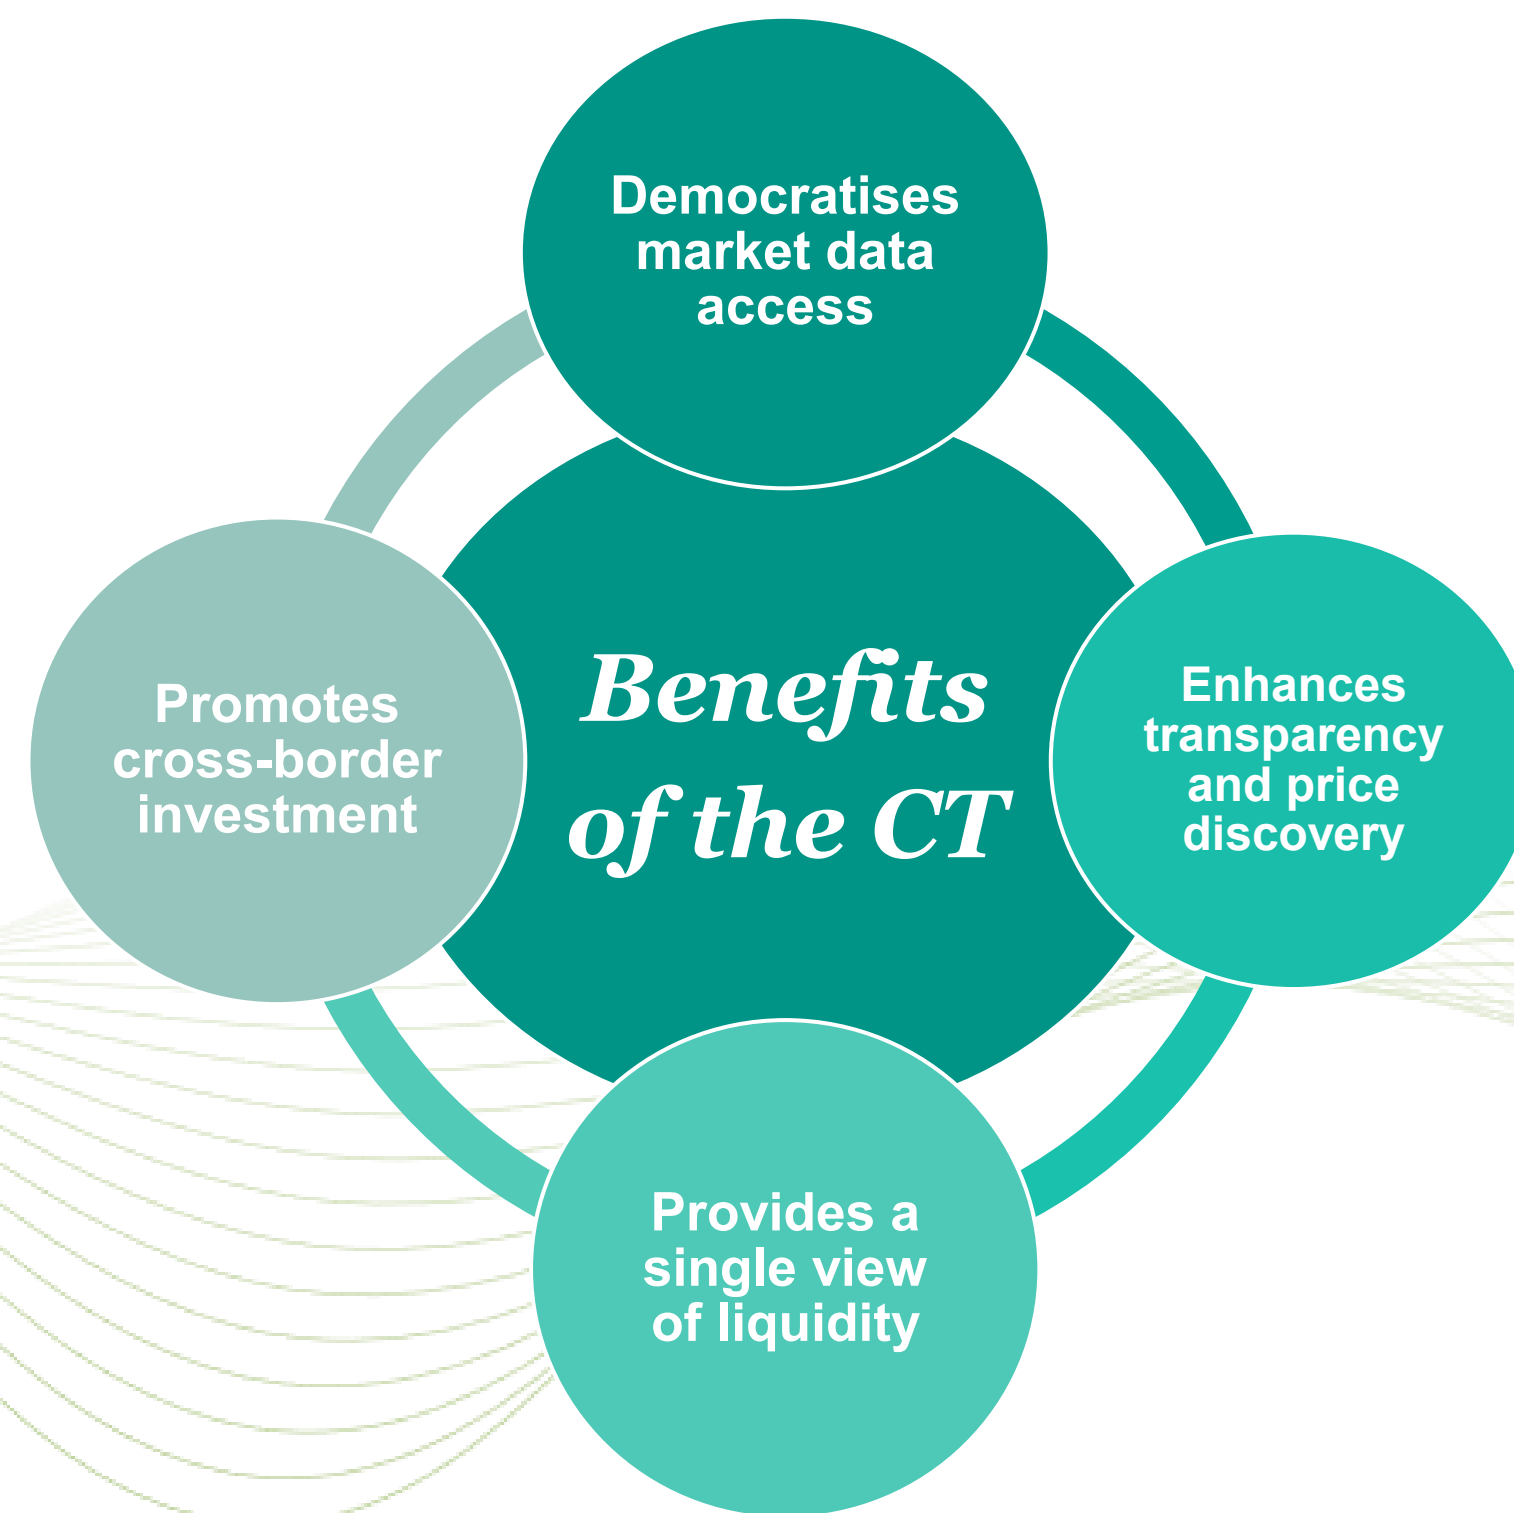 Democratises
market data
access
Enhances
transparency
and price
discovery
Provides a
single view
of liquidity
Promotes
cross-border
investment
Benefits
of the CT